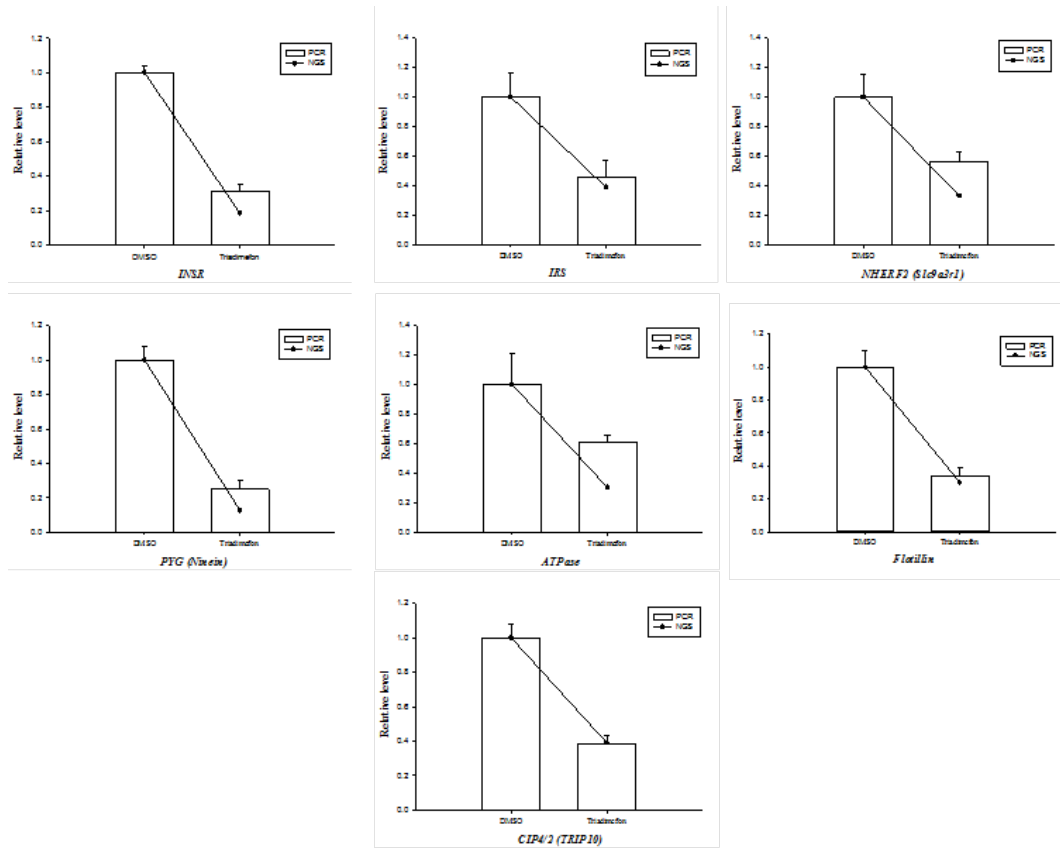 1.2
1.0
0.8
0.6
0.4
0.2
0.0
Relative level
PCR
NGS
DMSO
Triadimefon
INSR
1.4
1.2
1.0
0.8
0.6
0.4
0.2
0.0
Relative level
PCR
NGS
DMSO
Triadimefon
IRS
1.4
1.2
1.0
0.8
0.6
0.4
0.2
0.0
Relative level
PCR
NGS
DMSO
Triadimefon
NHERF2 (Slc9a3r1)
1.2
1.0
0.8
0.6
0.4
0.2
0.0
Relative level
PCR
NGS
DMSO
Triadimefon
PYG (Ninein)
1.4
1.2
1.0
0.8
0.6
0.4
0.2
0.0
Relative level
PCR
NGS
DMSO
Triadimefon
ATPase
1.2
1.0
0.8
0.6
0.4
0.2
0.0
Relative level
PCR
NGS
DMSO
Triadimefon
Flotillin
1.2
1.0
0.8
0.6
0.4
0.2
0.0
Relative level
PCR
NGS
DMSO
Triadimefon
CIP4/2 (TRIP10)